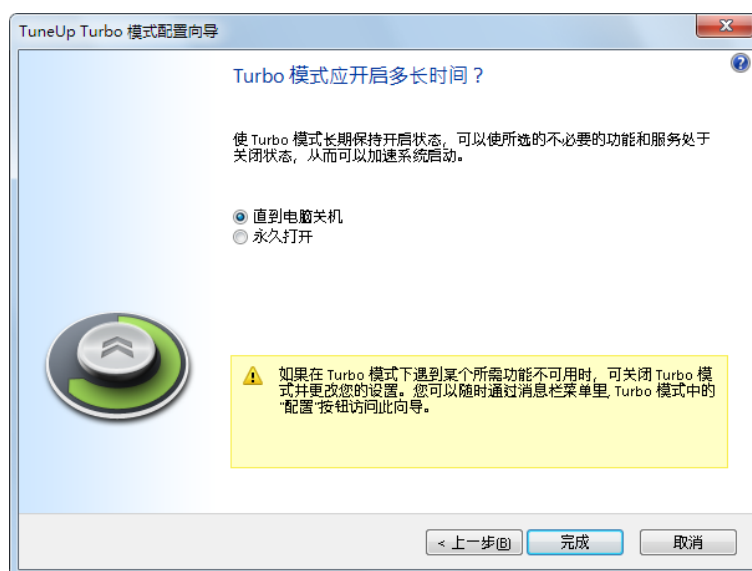 TuneUp Turbo 模式配置向导
Turbo 模式应开启多长时间？
使 Turbo 模式长期保持开启状态，可以使所选的不必要的功能和服务处于
关闭状态，从而可以加速系统启动。
直到电脑关机
永久打开
如果在 Turbo 模式下遇到某个所需功能不可用时，可关闭 Turbo 模
式并更改您的设置。您可以随时通过消息栏菜单里, Turbo 模式中的
"配置"按钮访问此向导。
< 上一步(B) 完成 取消